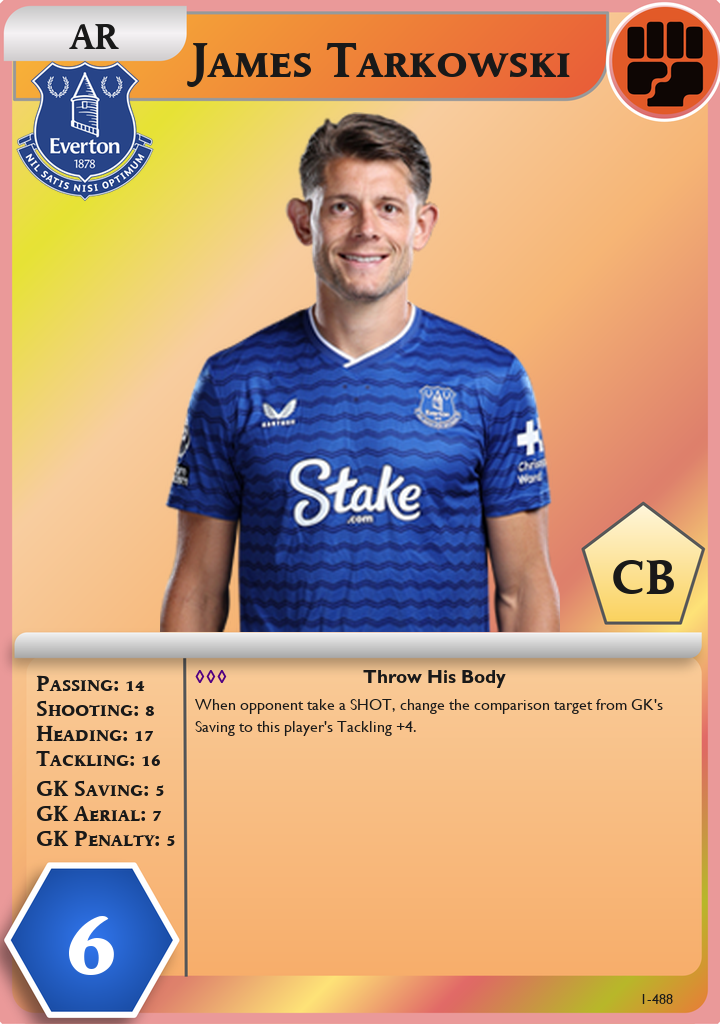 AR
James Tarkowski
Everton
1878
NIL SATIS NISI OPTIMUM
Everton
Stake
.com
CB
Passing: 14
Shooting: 8
Heading: 17
Tackling: 16
GK Saving: 5
GK Aerial: 7
GK Penalty: 5
6
Throw His Body
When opponent take a SHOT, change the comparison target from GK's
Saving to this player's Tackling +4.
1-488